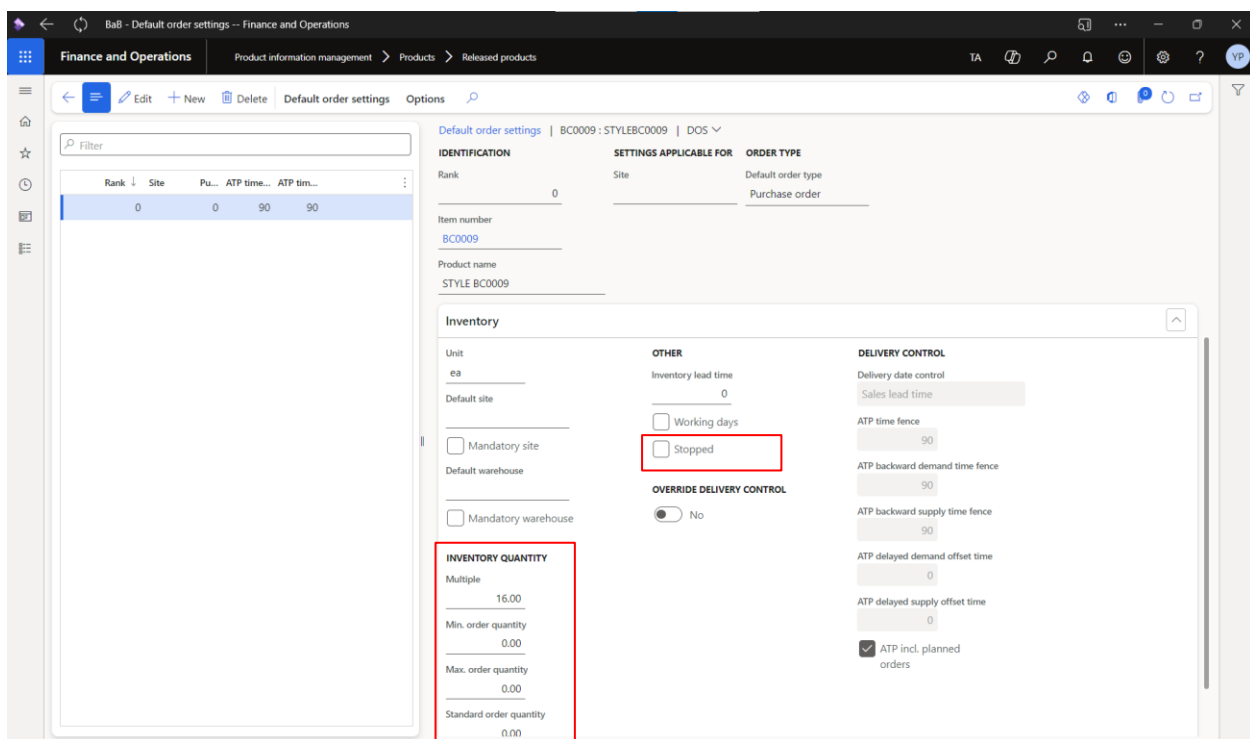 BaB - Default order settings -- Finance and Operations
Finance and Operations
Product information management > Products > Released products
TA
?
YP
Edit
New
Delete
Default order settings
Options
0
Filter
Rank ↓ Site Pu... ATP time... ATP tim...
0 0 90 90
Default order settings | BC0009 : STYLEBC0009 | DOS
IDENTIFICATION
Rank
0
Item number
BC0009
Product name
STYLE BC0009
SETTINGS APPLICABLE FOR
Site
ORDER TYPE
Default order type
Purchase order
Inventory
Unit
ea
Default site
Mandatory site
Default warehouse
Mandatory warehouse
INVENTORY QUANTITY
Multiple
16.00
Min. order quantity
0.00
Max. order quantity
0.00
Standard order quantity
0.00
OTHER
Inventory lead time
0
Working days
Stopped
OVERRIDE DELIVERY CONTROL
No
DELIVERY CONTROL
Delivery date control
Sales lead time
ATP time fence
90
ATP backward demand time fence
90
ATP backward supply time fence
90
ATP delayed demand offset time
0
ATP delayed supply offset time
0
ATP incl. planned
orders